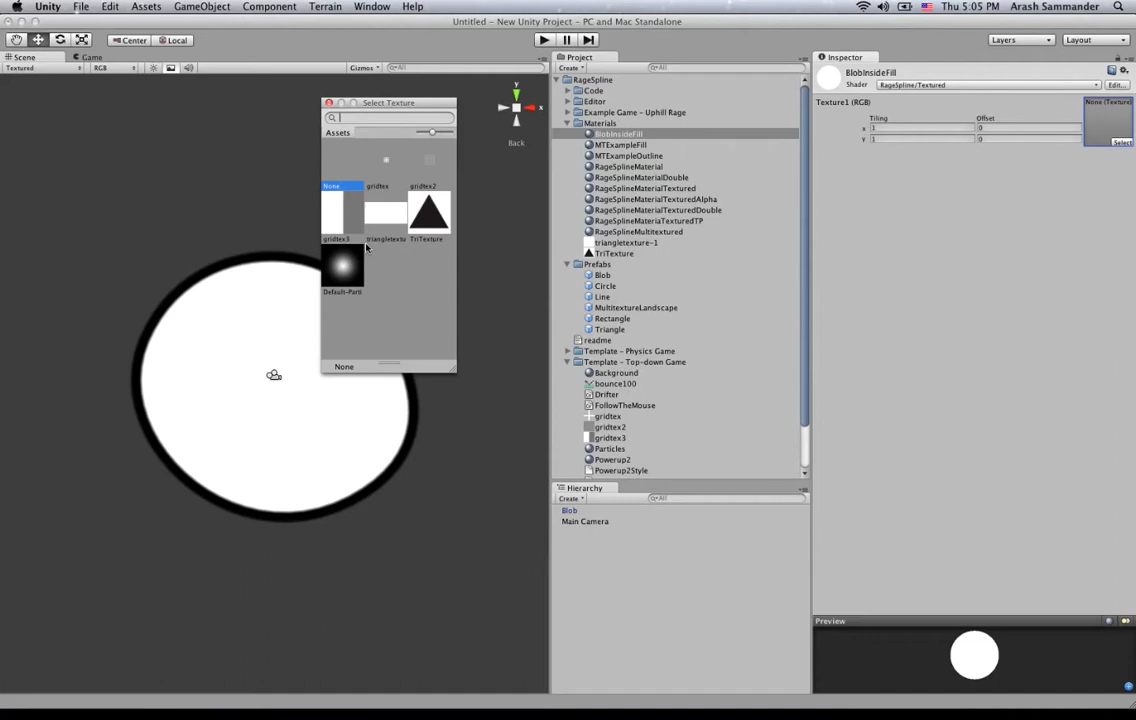 Unity File Edit Assets GameObject Component Terrain Window Help Thu 5:05 PM Arash Sammander
Untitled - New Unity Project - PC and Mac Standalone
Center Local Layers Layout
Scene Game
Textured RGB Gizmos All
Select Texture
Assets
None gridtex gridtex2
gridtex3 triangletextu TriTexture
Default-Parti
None
y
x
Back
Project
Create All
RageSpline
Code
Editor
Example Game - Uphill Rage
Materials
BlobInsideFill
MTExampleFill
MTExampleOutline
RageSplineMaterial
RageSplineMaterialDouble
RageSplineMaterialTextured
RageSplineMaterialTexturedAlpha
RageSplineMaterialTexturedDouble
RageSplineMateriaTexturedTP
RageSplineMultitextured
triangletexture-1
TriTexture
Prefabs
Blob
Circle
Line
MultitextureLandscape
Rectangle
Triangle
readme
Template - Physics Game
Template - Top-down Game
Background
bounce100
Drifter
FollowTheMouse
gridtex
gridtex2
gridtex3
Particles
Powerup2
Powerup2Style
Hierarchy
Create All
Blob
Main Camera
Inspector
BlobInsideFill
Shader RageSpline/Textured Edit...
Texture1 (RGB) None (Texture)
Tiling Offset
x 1 0
y 1 0
Select
Preview